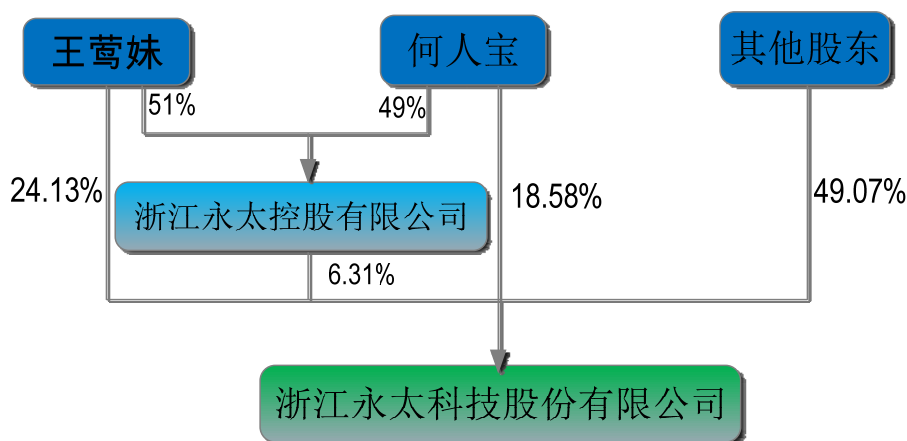 王莺妹
何人宝
其他股东
51%
49%
24.13%
18.58%
49.07%
浙江永太控股有限公司
6.31%
浙江永太科技股份有限公司